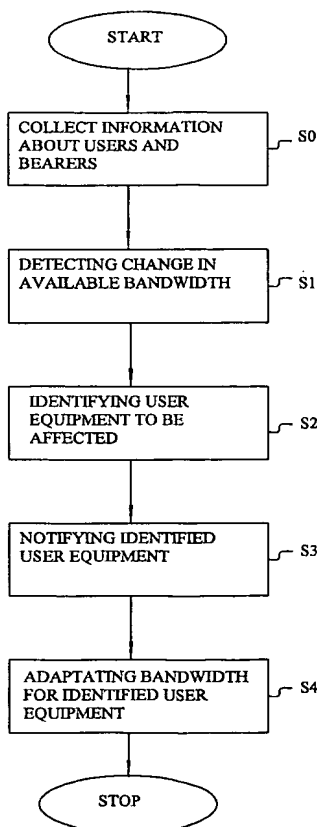 START
COLLECT INFORMATION
ABOUT USERS AND
BEARERS
S0
DETECTING CHANGE IN
AVAILABLE BANDWIDTH
S1
IDENTIFYING USER
EQUIPMENT TO BE
AFFECTED
S2
NOTIFYING IDENTIFIED
USER EQUIPMENT
S3
ADAPTATING BANDWIDTH
FOR IDENTIFIED USER
EQUIPMENT
S4
STOP